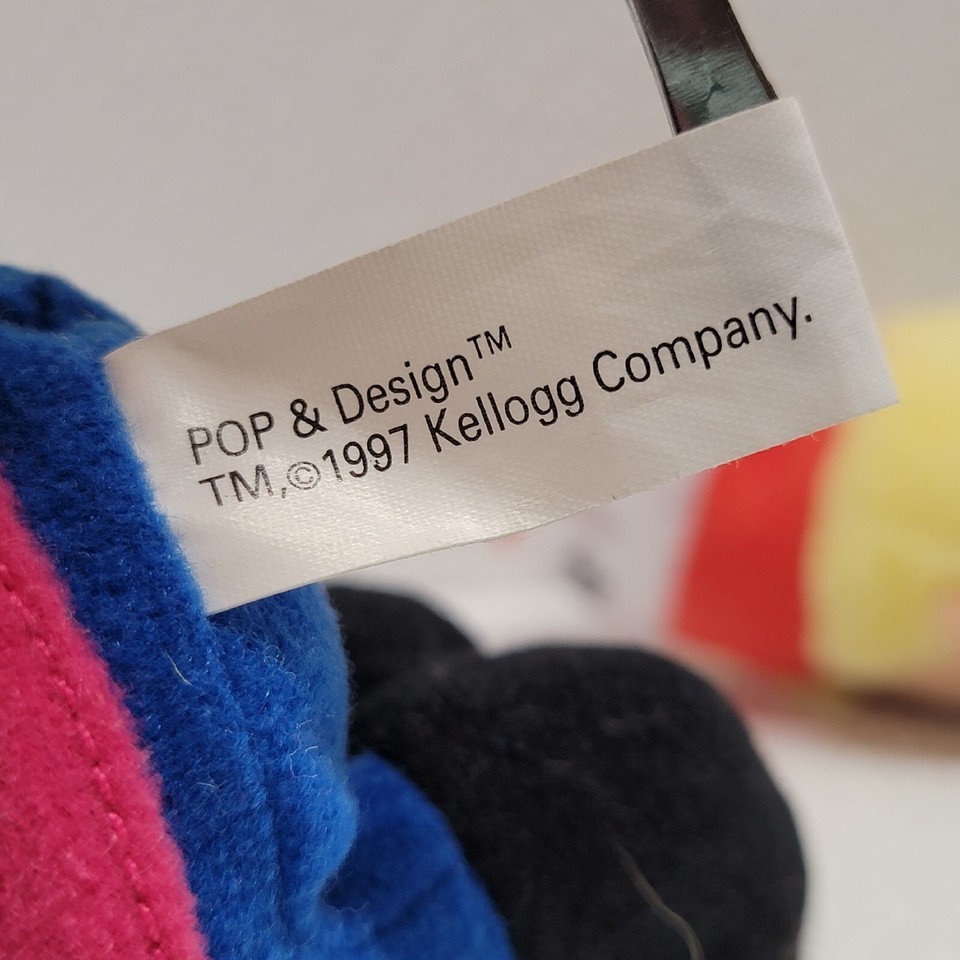 POP & Design™
TM,©1997 Kellogg Company.